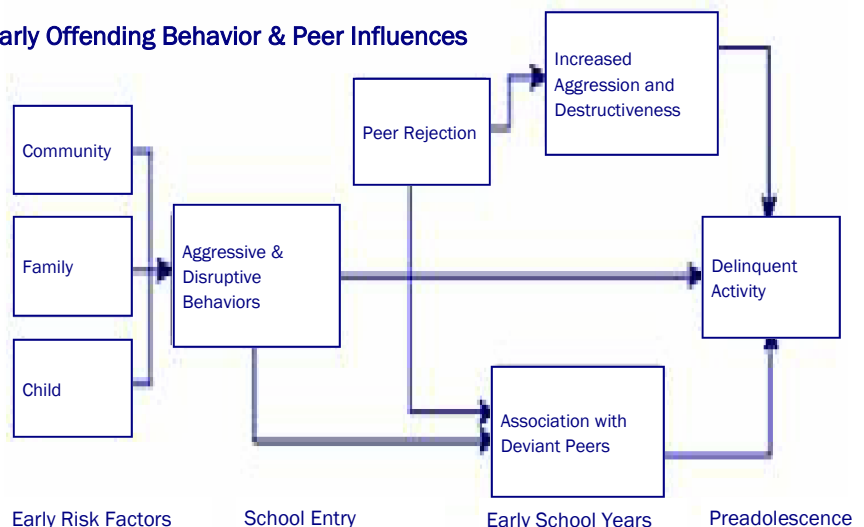 arly Offending Behavior & Peer Influences
Increased
Aggression and
Destructiveness
Peer Rejection
Community
Family
Child
Aggressive &
Disruptive
Behaviors
Delinquent
Activity
Association with
Deviant Peers
Early Risk Factors
School Entry
Early School Years
Preadolescence